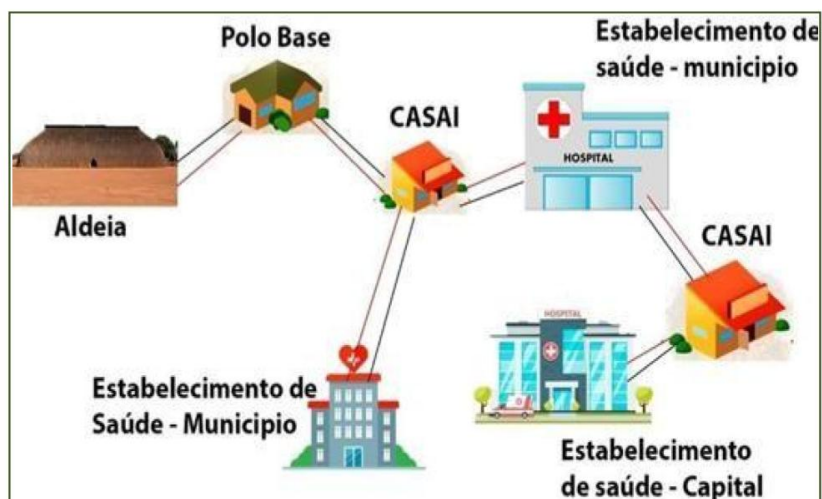 Polo Base
Estabelecimento de
saúde - municipio
CASAI
HOSPITAL
Aldeia
CASAI
HOSPITAL
Estabelecimento de
Saúde - Municipio
Estabelecimento
de saúde - Capital